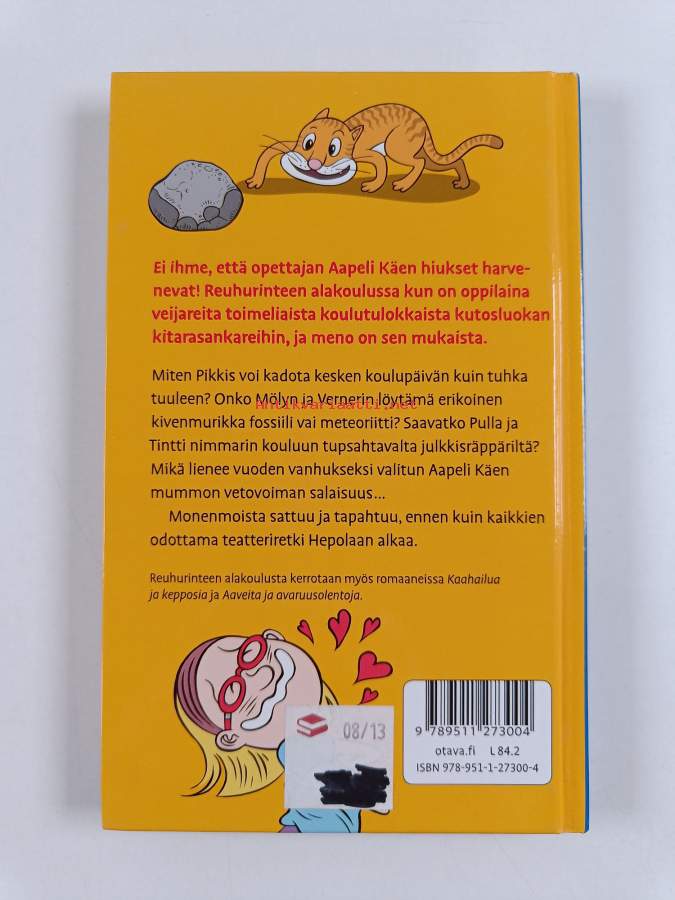 Ei ihme, että opettajan Aapeli Käen hiukset harve-
nevat! Reuhurinteen alakoulussa kun on oppilaina
veijareita toimeliaista koulutulokkaista kutosluokan
kitarasankareihin, ja meno on sen mukaista.
Miten Pikkis voi kadota kesken koulupäivän kuin tuhka
tuuleen? Onko Mölyn ja Vernerin löytämä erikoinen
Antikvariaatti.net
kivenmurikka fossiili vai meteoriitti? Saavatko Pulla ja
Tintti nimmarin kouluun tupsahtavalta julkkisräppäriltä?
Mikä lienee vuoden vanhukseksi valitun Aapeli Käen
mummon vetovoiman salaisuus...
Monenmoista sattuu ja tapahtuu, ennen kuin kaikkien
odottama teatteriretki Hepolaan alkaa.
Reuhurinteen alakoulusta kerrotaan myös romaaneissa Kaahailua
ja kepposia ja Aaveita ja avaruusolentoja.
08/13
9 789511 273004
otava.fi L 84.2
ISBN 978-951-1-27300-4